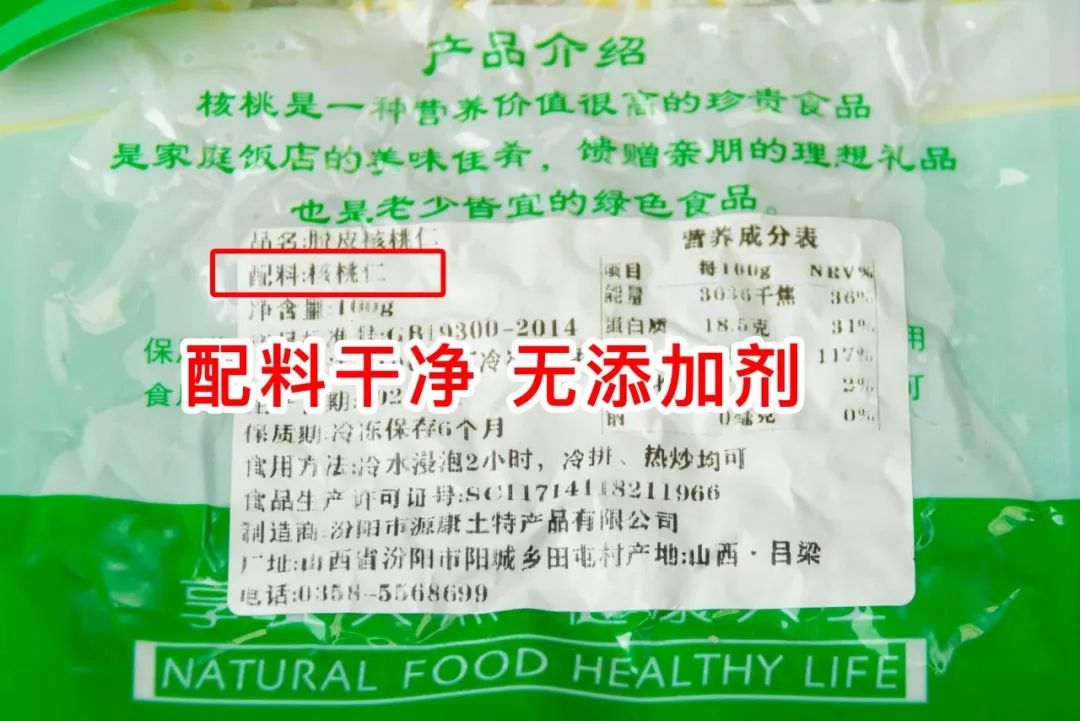 产品介绍
核桃是一种营养价值很高的珍贵食品
是家庭饭店的美味佳肴，馈赠亲朋的理想礼品
也是老少皆宜的绿色食品。
品名:脱皮核桃仁
配料:核桃仁
净含量:100g
GB19300-2014
保质期:冷冻保存6个月
食用方法:冷水浸泡2小时，冷拼、热炒均可
食品生产许可证号:SC11714118211966
制造商:汾阳市源康土特产品有限公司
厂址:山西省汾阳市阳城乡田屯村产地:山西·吕梁
电话:0358-5568699
营养成分表
项目 每100g NRV%
能量 3036千焦 36%
蛋白质 18.5克 31%
117%
2%
钠 0毫克 0%
配料干净 无添加剂
NATURAL FOOD HEALTHY LIFE